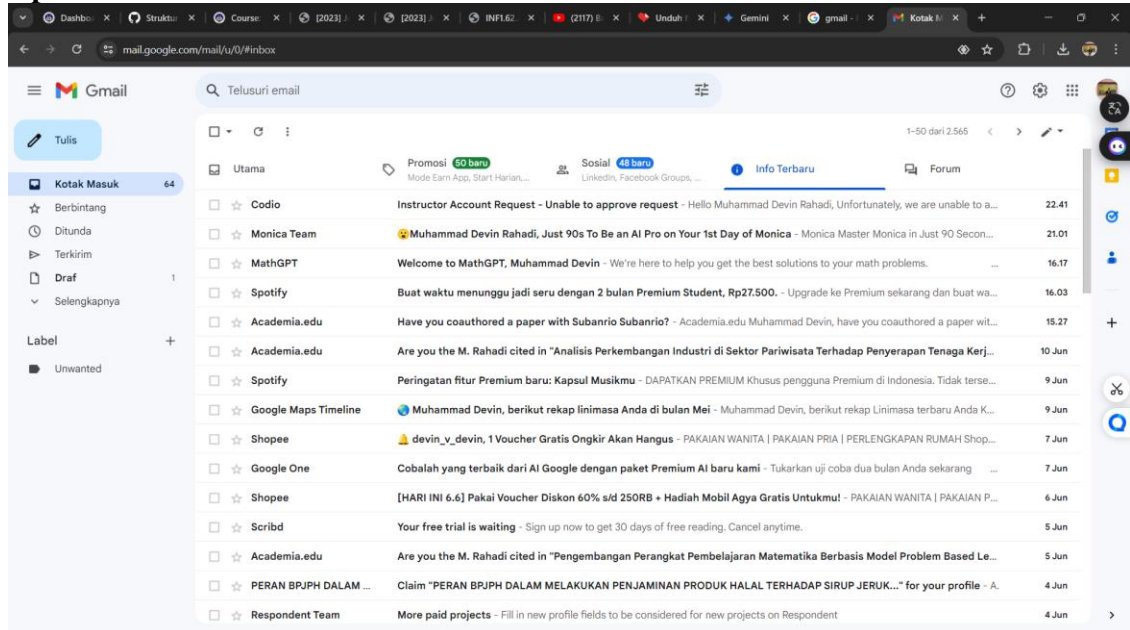 Dashbo
Struktur
Course:
[2023] J
[2023] J
INF1.62.
(2117) B
Unduh f
Gemini
gmail -
Kotak M
mail.google.com/mail/u/0/#inbox
Gmail
Telusuri email
Tulis
1–50 dari 2.565
Utama
Promosi 50 baru
Mode Earn App, Start Harian,...
Sosial 48 baru
LinkedIn, Facebook Groups, ...
Info Terbaru
Forum
Kotak Masuk 64
Berbintang
Ditunda
Terkirim
Draf 1
Selengkapnya
Label
Unwanted
Codio Instructor Account Request - Unable to approve request - Hello Muhammad Devin Rahadi, Unfortunately, we are unable to a... 22.41
Monica Team 😮Muhammad Devin Rahadi, Just 90s To Be an AI Pro on Your 1st Day of Monica - Monica Master Monica in Just 90 Secon... 21.01
MathGPT Welcome to MathGPT, Muhammad Devin - We're here to help you get the best solutions to your math problems. ... 16.17
Spotify Buat waktu menunggu jadi seru dengan 2 bulan Premium Student, Rp27.500. - Upgrade ke Premium sekarang dan buat wa... 16.03
Academia.edu Have you coauthored a paper with Subanrio Subanrio? - Academia.edu Muhammad Devin, have you coauthored a paper wit... 15.27
Academia.edu Are you the M. Rahadi cited in "Analisis Perkembangan Industri di Sektor Pariwisata Terhadap Penyerapan Tenaga Kerj... 10 Jun
Spotify Peringatan fitur Premium baru: Kapsul Musikmu - DAPATKAN PREMIUM Khusus pengguna Premium di Indonesia. Tidak terse... 9 Jun
Google Maps Timeline 🌏 Muhammad Devin, berikut rekap linimasa Anda di bulan Mei - Muhammad Devin, berikut rekap Linimasa terbaru Anda K... 9 Jun
Shopee 🔔 devin_v_devin, 1 Voucher Gratis Ongkir Akan Hangus - PAKAIAN WANITA | PAKAIAN PRIA | PERLENGKAPAN RUMAH Shop... 7 Jun
Google One Cobalah yang terbaik dari AI Google dengan paket Premium AI baru kami - Tukarkan uji coba dua bulan Anda sekarang ... 7 Jun
Shopee [HARI INI 6.6] Pakai Voucher Diskon 60% s/d 250RB + Hadiah Mobil Agya Gratis Untukmu! - PAKAIAN WANITA | PAKAIAN P... 6 Jun
Scribd Your free trial is waiting - Sign up now to get 30 days of free reading. Cancel anytime. 5 Jun
Academia.edu Are you the M. Rahadi cited in "Pengembangan Perangkat Pembelajaran Matematika Berbasis Model Problem Based Le... 5 Jun
PERAN BPJPH DALAM ... Claim "PERAN BPJPH DALAM MELAKUKAN PENJAMINAN PRODUK HALAL TERHADAP SIRUP JERUK..." for your profile - A. 4 Jun
Respondent Team More paid projects - Fill in new profile fields to be considered for new projects on Respondent 4 Jun